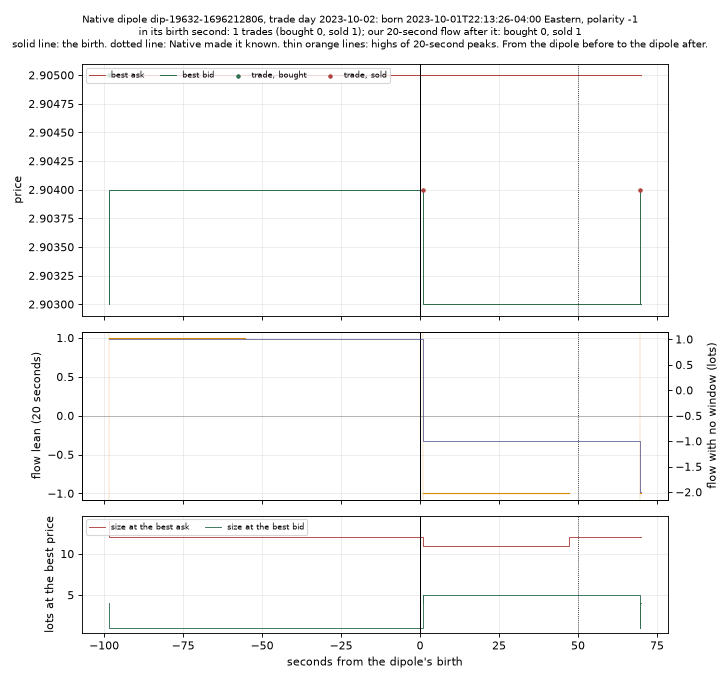 Native dipole dip-19632-1696212806, trade day 2023-10-02: born 2023-10-01T22:13:26-04:00 Eastern, polarity -1
in its birth second: 1 trades (bought 0, sold 1); our 20-second flow after it: bought 0, sold 1
solid line: the birth. dotted line: Native made it known. thin orange lines: highs of 20-second peaks. From the dipole before to the dipole after.
best ask best bid trade, bought trade, sold
2.90500
2.90475
2.90450
2.90425
2.90400
2.90375
2.90350
2.90325
2.90300
price
1.0
0.5
0.0
−0.5
−1.0
flow lean (20 seconds)
1.0
0.5
0.0
−0.5
−1.0
−1.5
−2.0
flow with no window (lots)
size at the best ask size at the best bid
10
5
lots at the best price
−100 −75 −50 −25 0 25 50 75
seconds from the dipole's birth